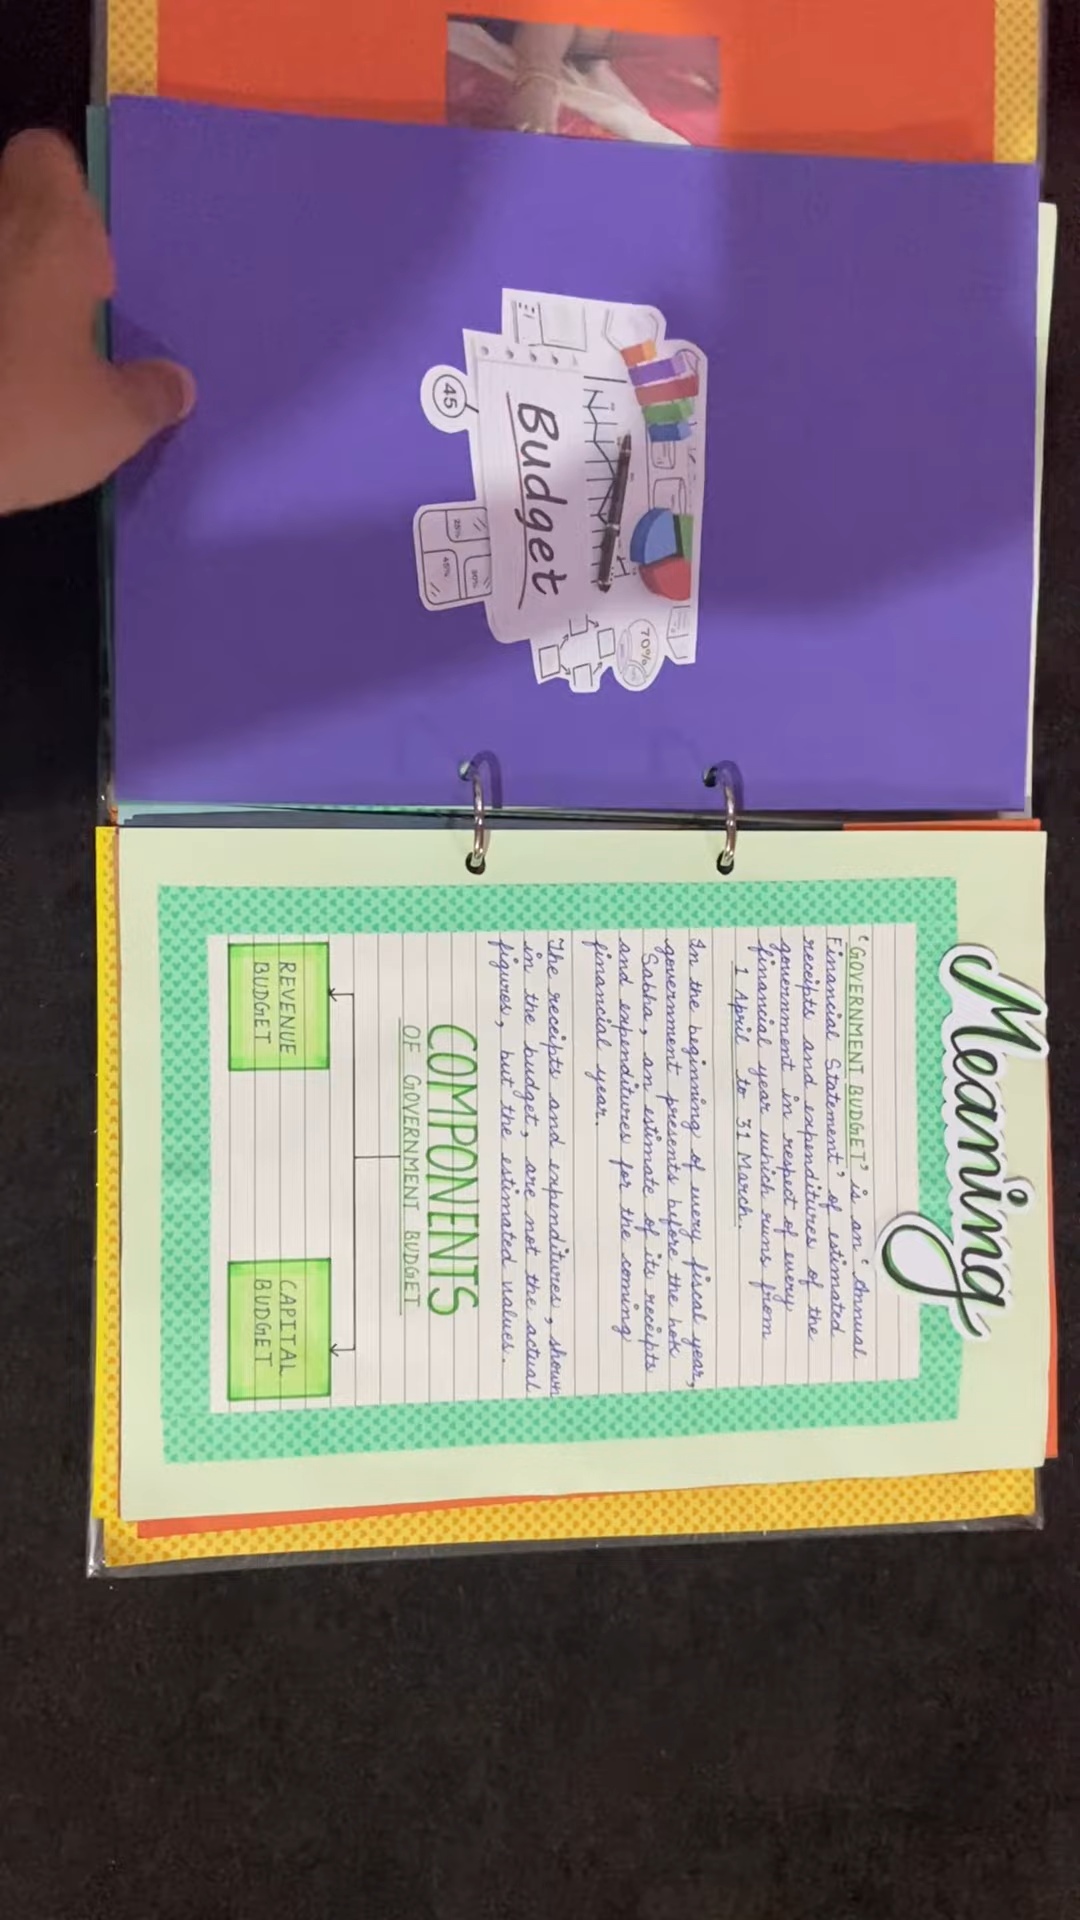 Budget
45
25%
45%
30%
70%
Meaning
'GOVERNMENT BUDGET' is an 'Annual
Financial Statement' of estimated
receipts and expenditures of the
government in respect of every
financial year which runs from
1 April to 31 March.
In the beginning of every fiscal year,
government presents before the Lok
Sabha, an estimate of its receipts
and expenditures for the coming
financial year.
The receipts and expenditures, shown
in the budget, are not the actual
figures, but the estimated values.
COMPONENTS
OF GOVERNMENT BUDGET
REVENUE
BUDGET
CAPITAL
BUDGET